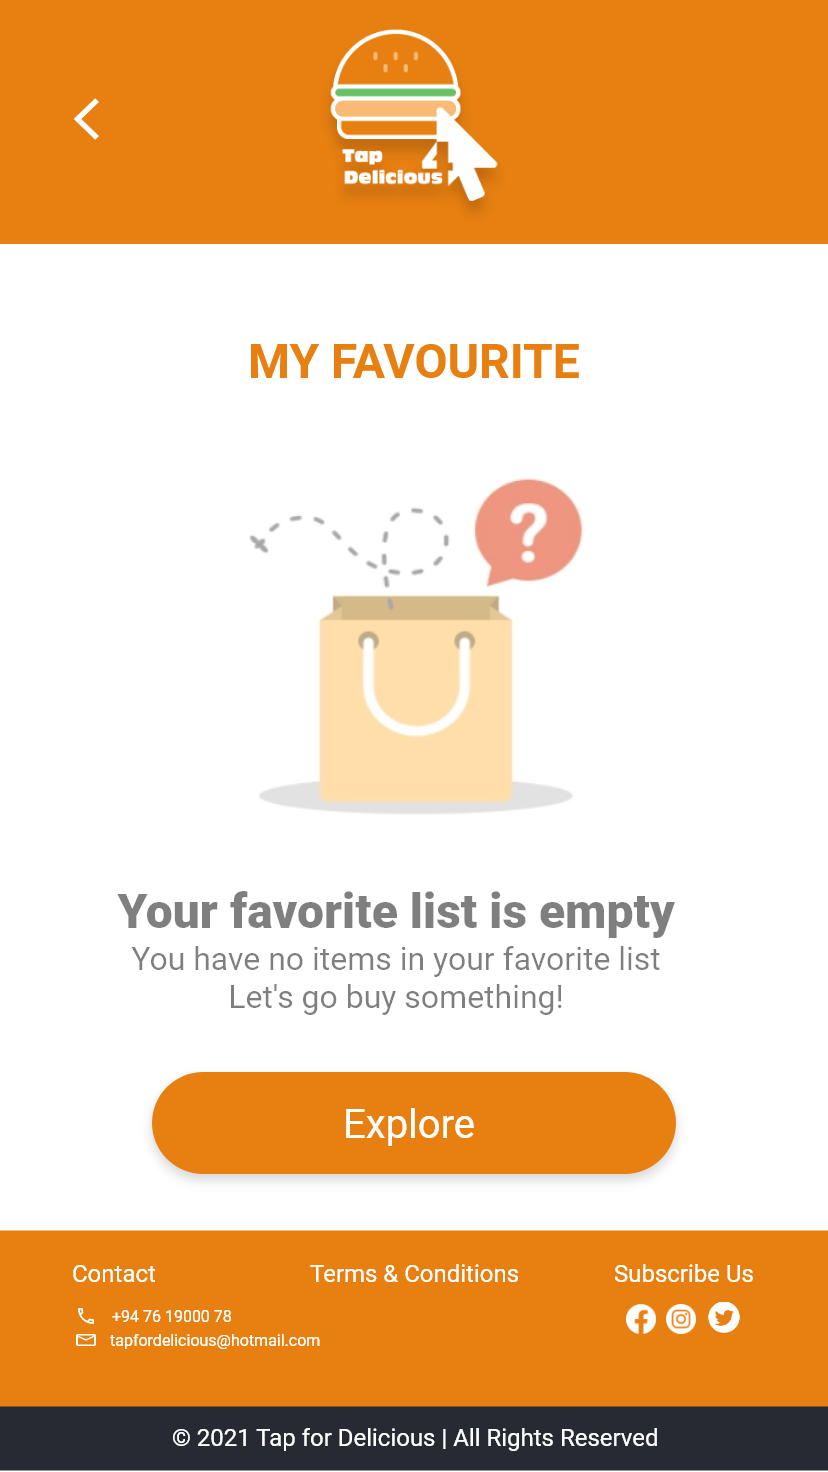 Tap 4
Delicious
MY FAVOURITE
?
Your favorite list is empty
You have no items in your favorite list
Let's go buy something!
Explore
Contact
Terms & Conditions
Subscribe Us
+94 76 19000 78
tapfordelicious@hotmail.com
© 2021 Tap for Delicious | All Rights Reserved